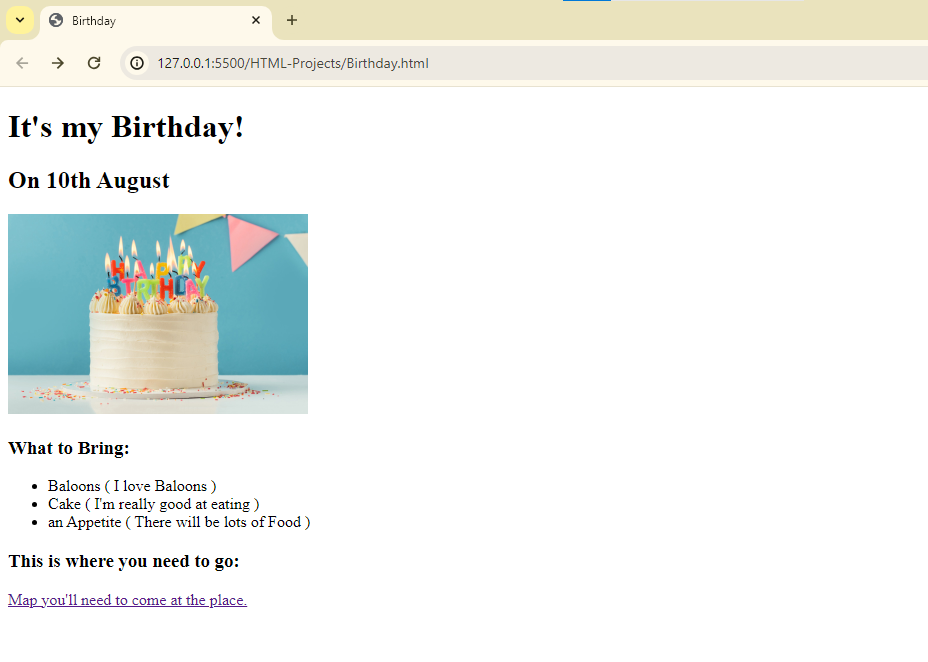 Birthday
127.0.0.1:5500/HTML-Projects/Birthday.html
It's my Birthday!
On 10th August
HAPPY
BIRTHDAY
What to Bring:
Baloons ( I love Baloons )
Cake ( I'm really good at eating )
an Appetite ( There will be lots of Food )
This is where you need to go:
Map you'll need to come at the place.